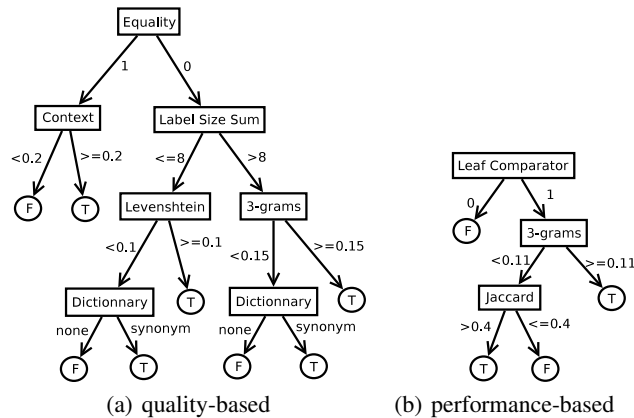 Equality
1
0
Context
Label Size Sum
<0.2
>=0.2
<=8
>8
F
T
Levenshtein
3-grams
<0.1
>=0.1
<0.15
>=0.15
Dictionnary
T
Dictionnary
T
none
synonym
none
synonym
F
T
F
T
(a) quality-based
Leaf Comparator
0
1
F
3-grams
<0.11
>=0.11
Jaccard
T
>0.4
<=0.4
T
F
(b) performance-based